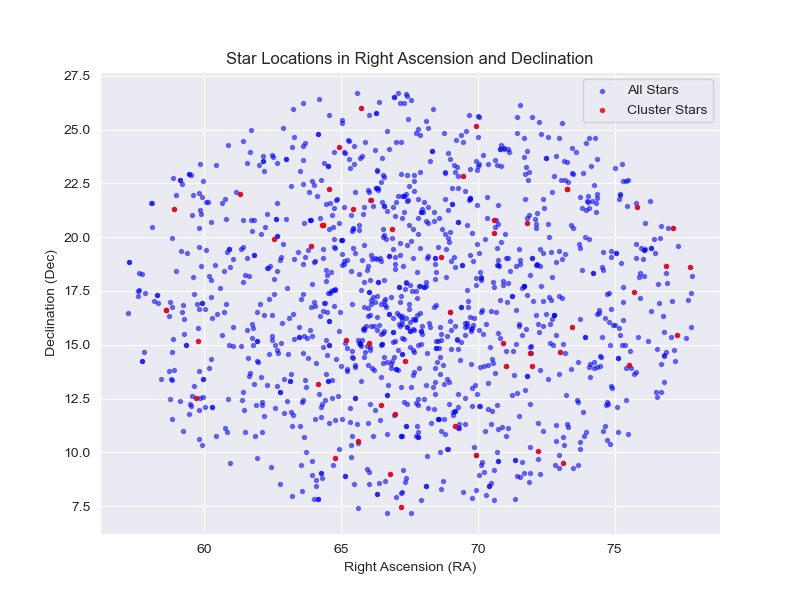 Star Locations in Right Ascension and Declination
All Stars
Cluster Stars
27.5
25.0
22.5
20.0
17.5
15.0
12.5
10.0
7.5
Declination (Dec)
60 65 70 75
Right Ascension (RA)